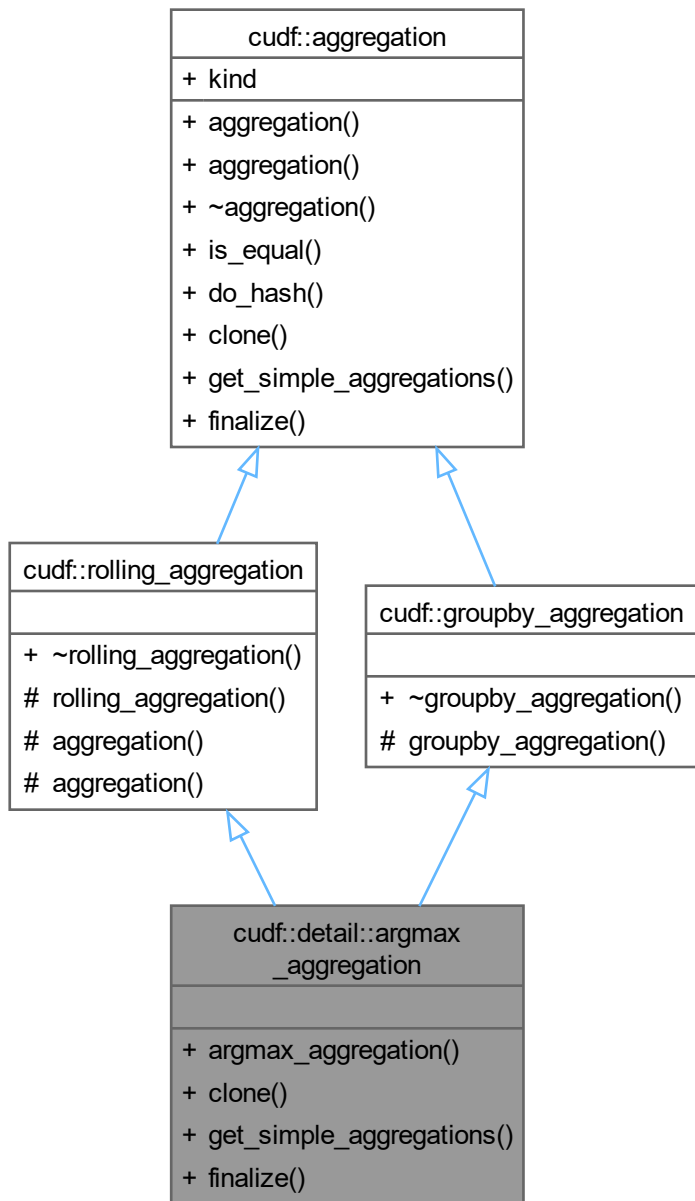 cudf::aggregation
+ kind
+ aggregation()
+ aggregation()
+ ~aggregation()
+ is_equal()
+ do_hash()
+ clone()
+ get_simple_aggregations()
+ finalize()
cudf::rolling_aggregation
+ ~rolling_aggregation()
# rolling_aggregation()
# aggregation()
# aggregation()
cudf::groupby_aggregation
+ ~groupby_aggregation()
# groupby_aggregation()
cudf::detail::argmax
_aggregation
+ argmax_aggregation()
+ clone()
+ get_simple_aggregations()
+ finalize()